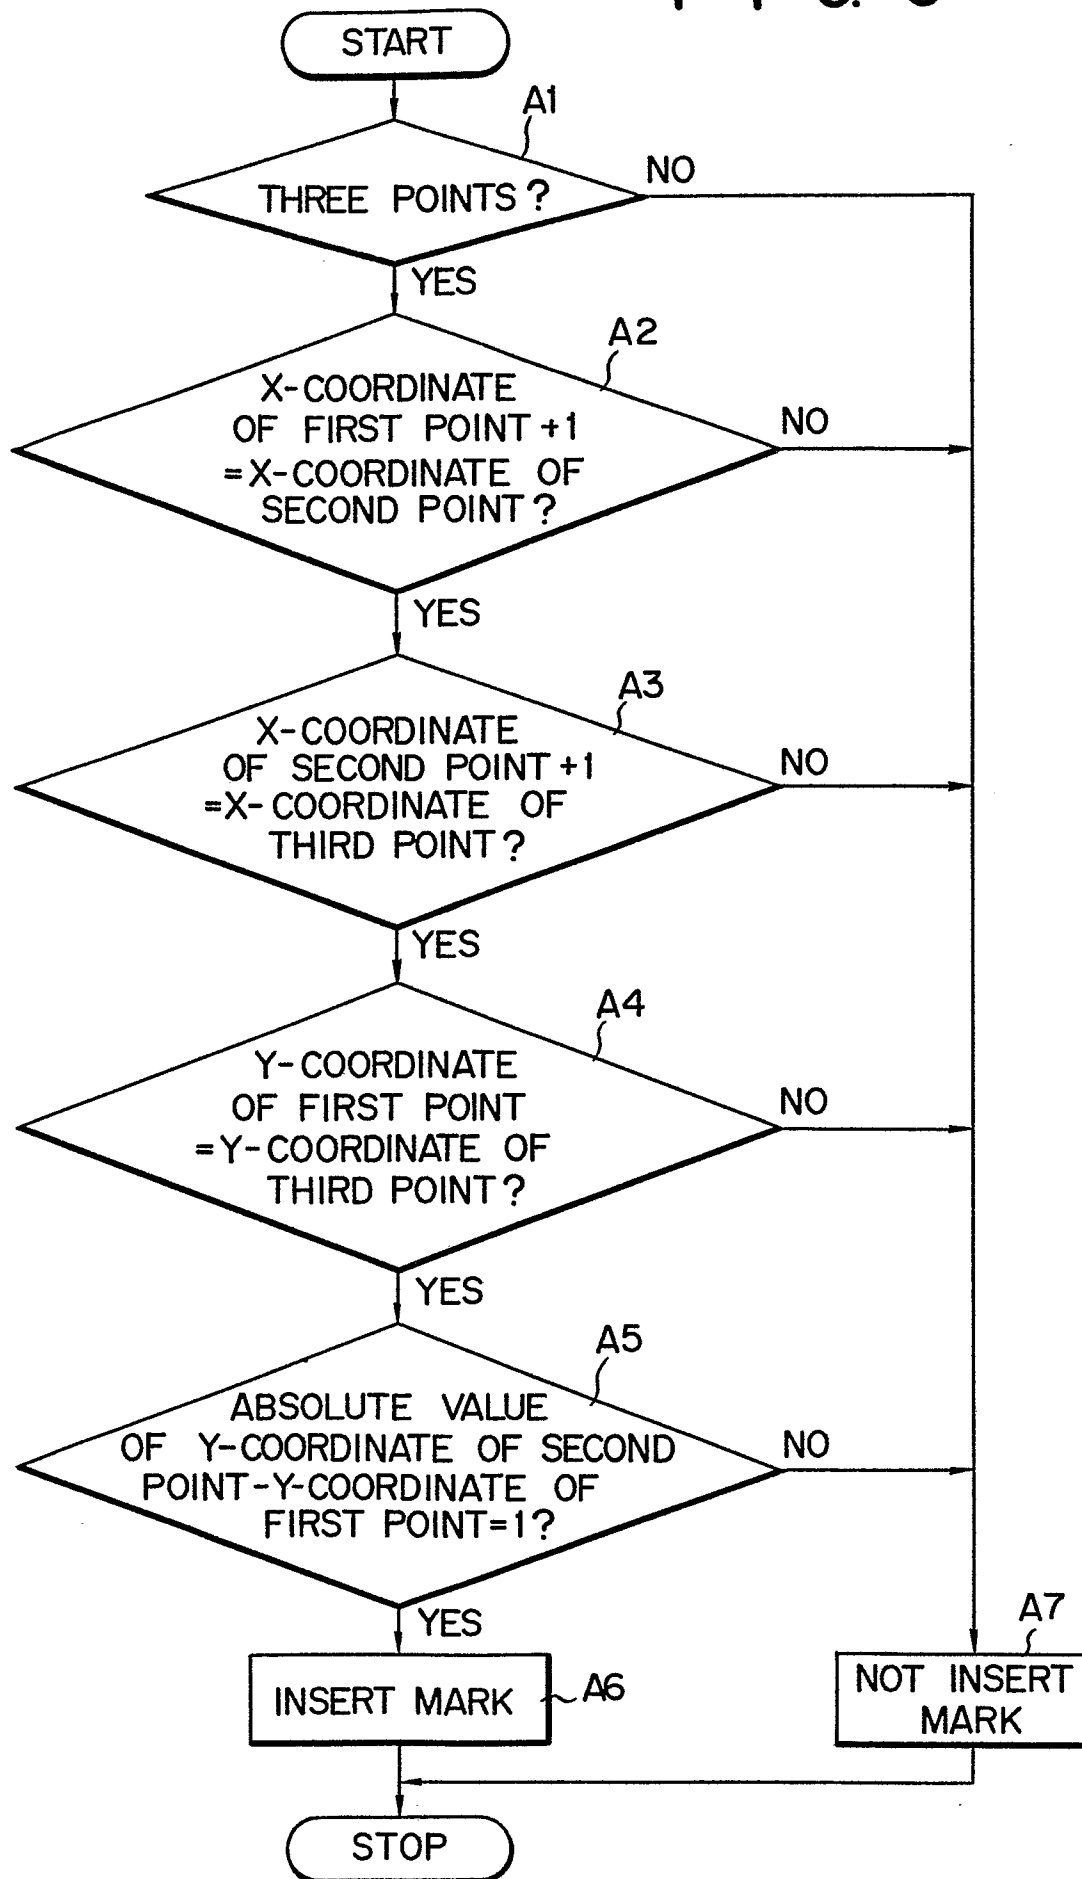 START
A1
THREE POINTS?
NO
YES
A2
X-COORDINATE
OF FIRST POINT +1
=X-COORDINATE OF
SECOND POINT?
NO
YES
A3
X-COORDINATE
OF SECOND POINT +1
=X-COORDINATE OF
THIRD POINT?
NO
YES
A4
Y-COORDINATE
OF FIRST POINT
=Y-COORDINATE OF
THIRD POINT?
NO
YES
A5
ABSOLUTE VALUE
OF Y-COORDINATE OF SECOND
POINT-Y-COORDINATE OF
FIRST POINT=1?
NO
YES
INSERT MARK
A6
A7
NOT INSERT
MARK
STOP